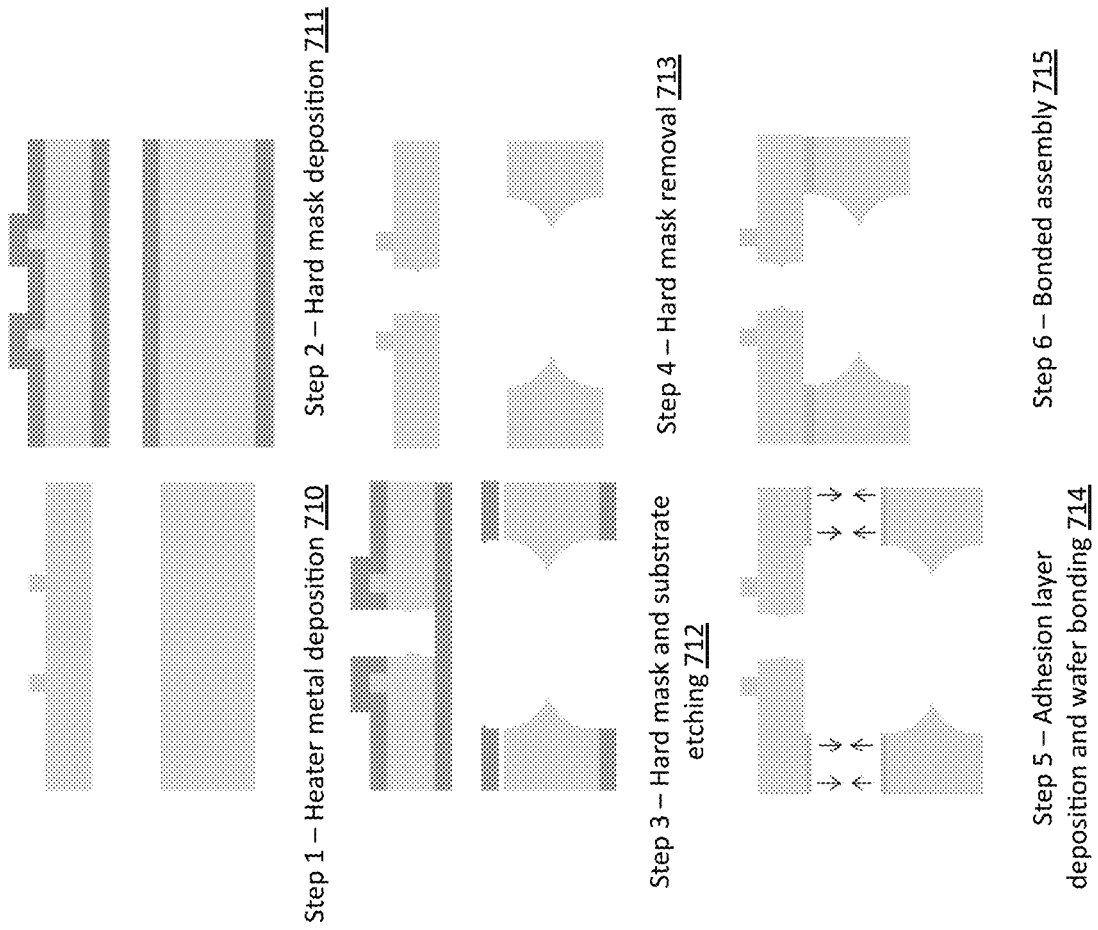 Step 1 – Heater metal deposition 710
Step 2 – Hard mask deposition 711
Step 3 – Hard mask and substrate
etching 712
Step 4 – Hard mask removal 713
Step 5 – Adhesion layer
deposition and wafer bonding 714
Step 6 – Bonded assembly 715